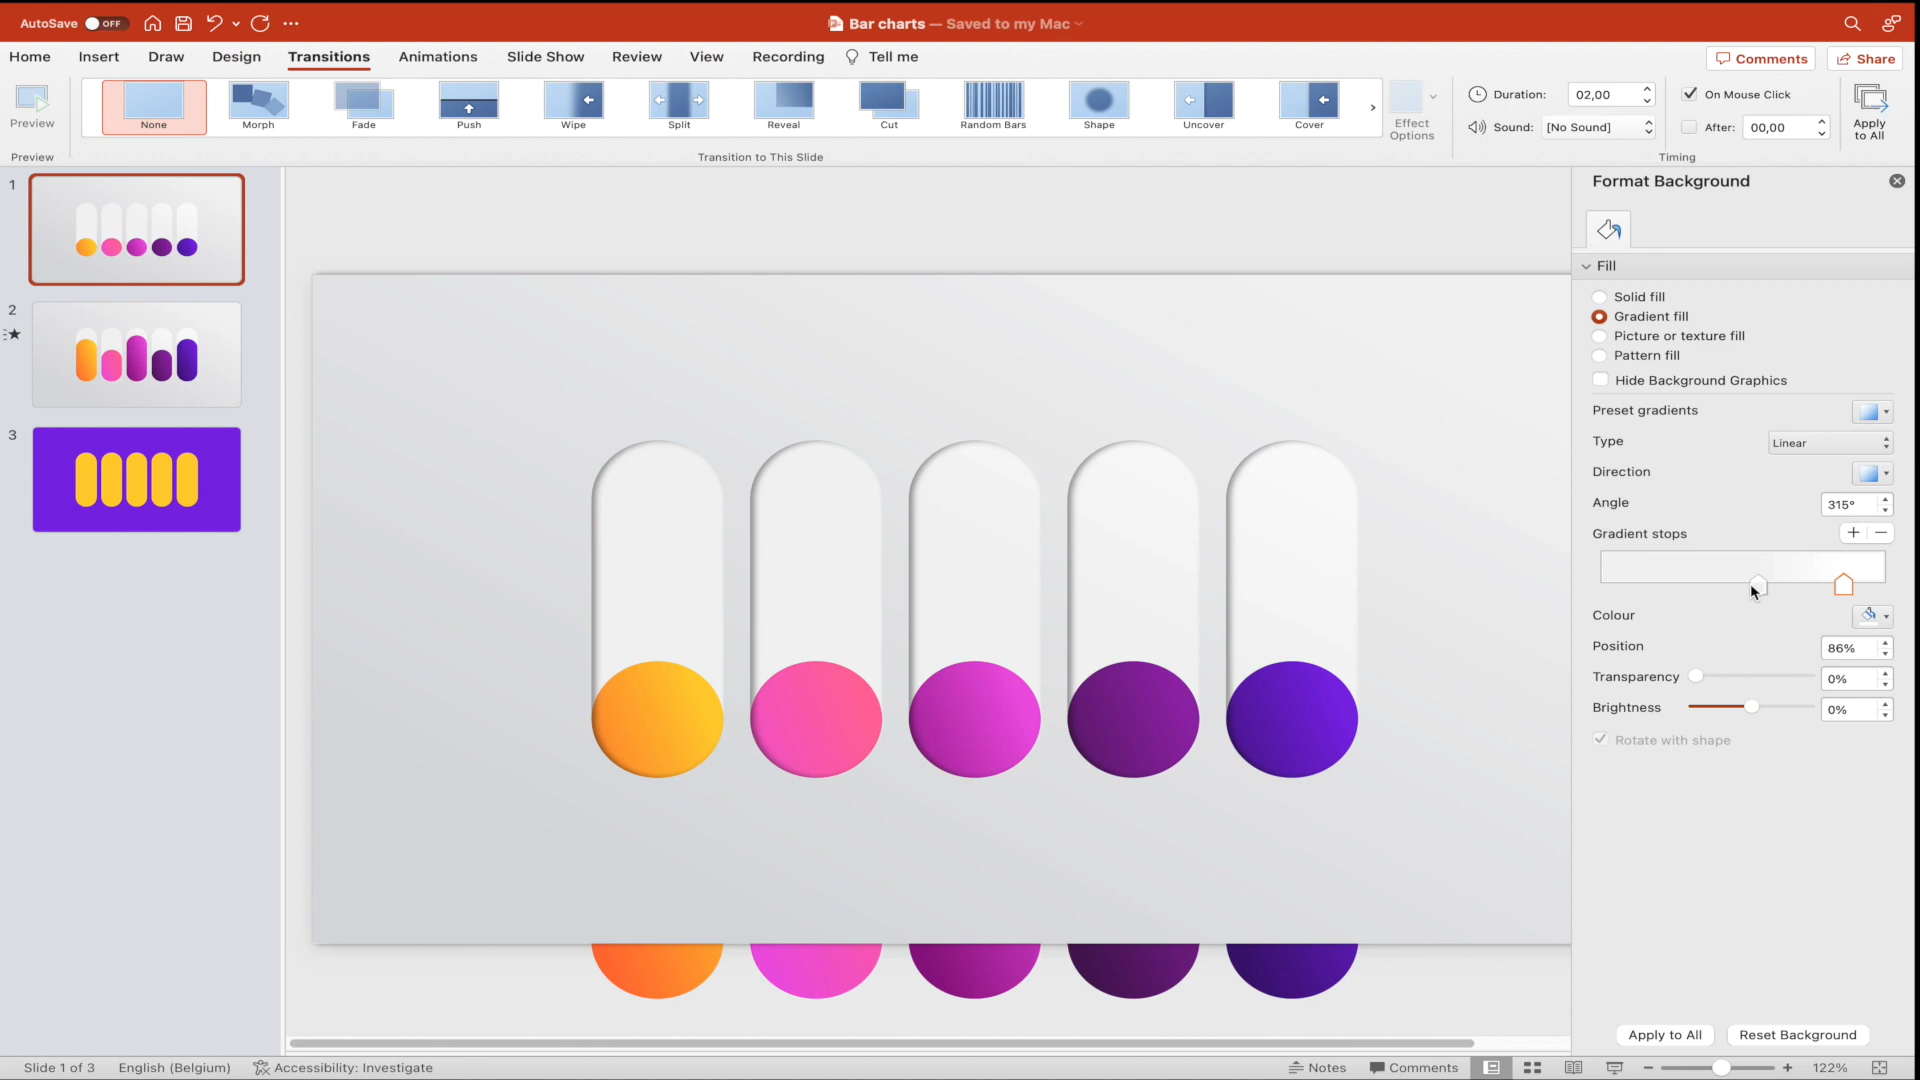 AutoSave OFF
Bar charts — Saved to my Mac
Home Insert Draw Design Transitions Animations Slide Show Review View Recording Tell me
Comments Share
Preview
None Morph Fade Push Wipe Split Reveal Cut Random Bars Shape Uncover Cover
Effect Options
Duration: 02,00
On Mouse Click
Sound: [No Sound]
After: 00,00
Apply to All
Preview
Transition to This Slide
Timing
1
2
3
Format Background
Fill
Solid fill
Gradient fill
Picture or texture fill
Pattern fill
Hide Background Graphics
Preset gradients
Type Linear
Direction
Angle 315°
Gradient stops
Colour
Position 86%
Transparency 0%
Brightness 0%
Rotate with shape
Apply to All Reset Background
Slide 1 of 3 English (Belgium) Accessibility: Investigate Notes Comments 122%